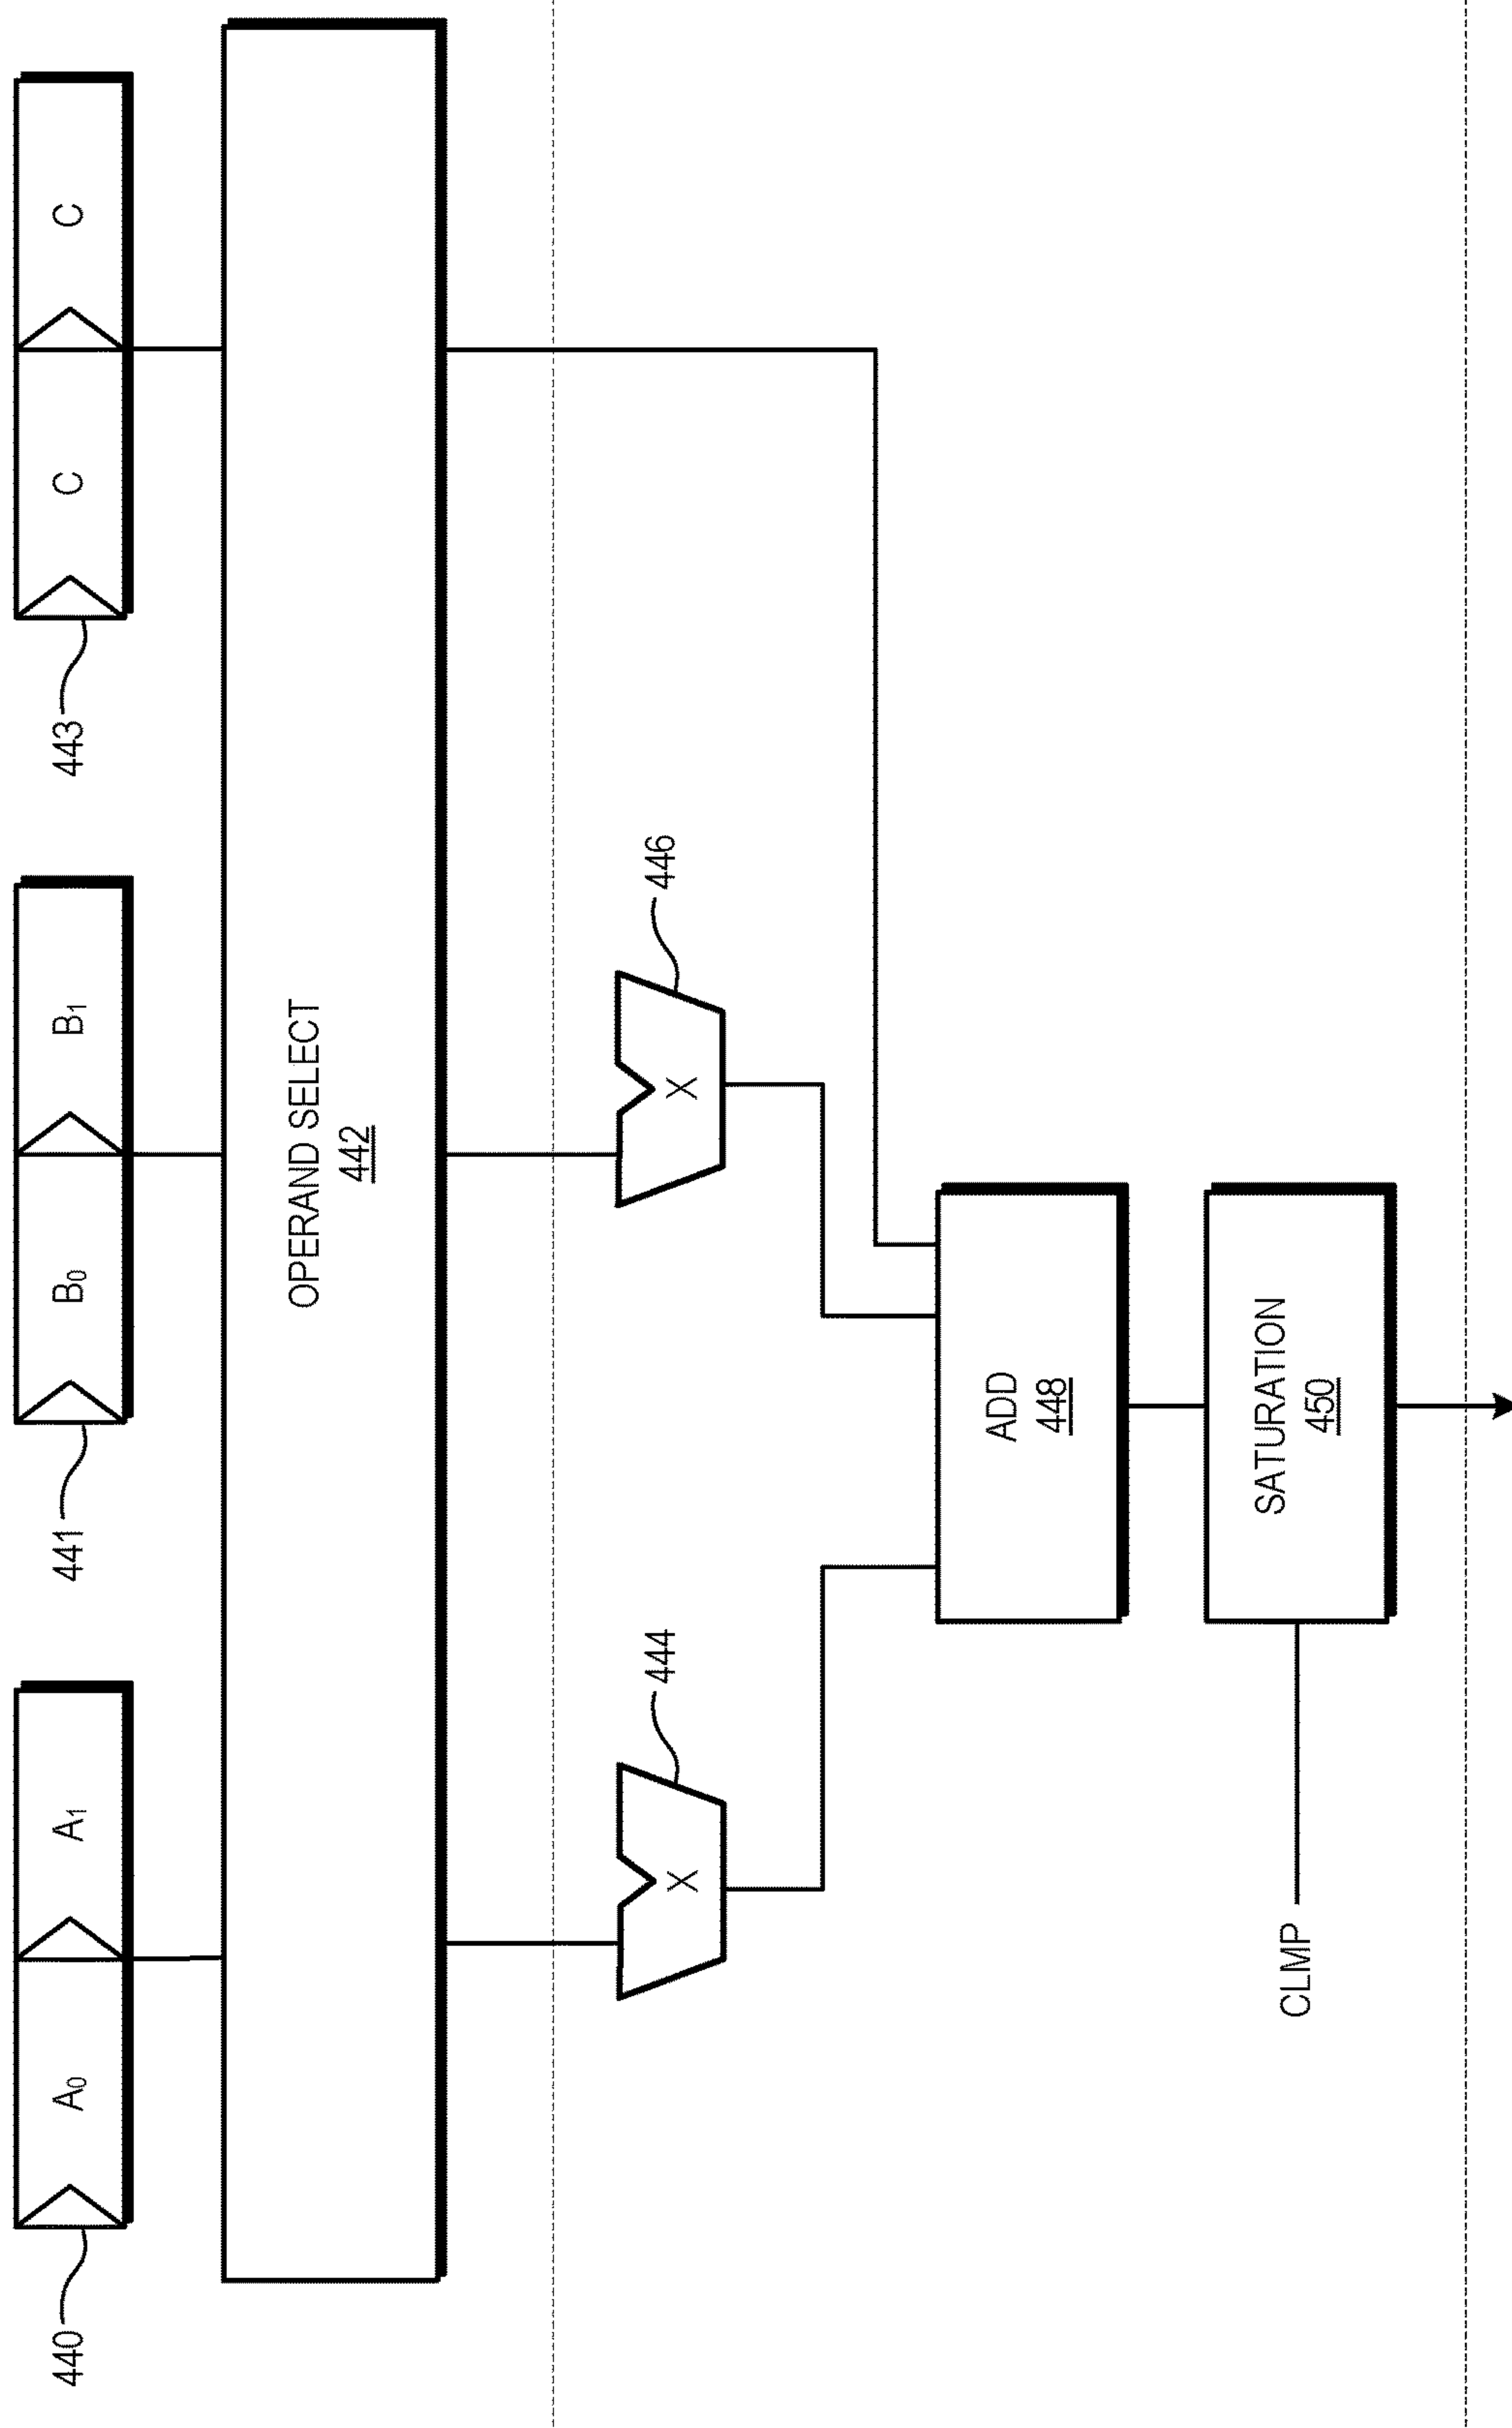 A0
A1
B0
B1
C
C
440
441
443
OPERAND SELECT
442
X
444
X
446
ADD
448
CLMP
SATURATION
450